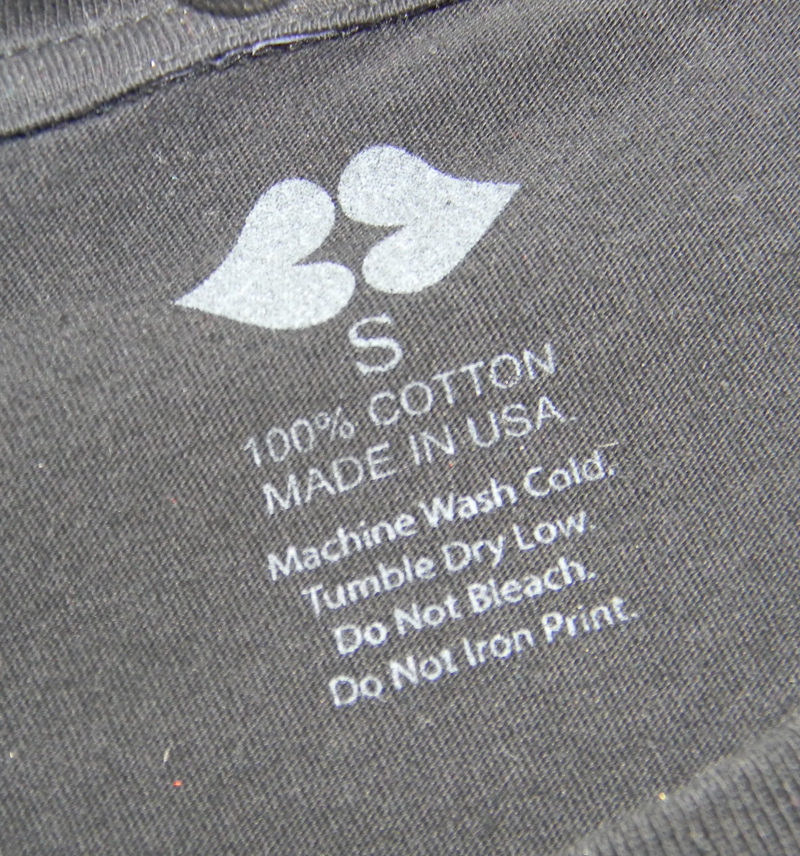 S
100% COTTON
MADE IN USA.
Machine Wash Cold.
Tumble Dry Low.
Do Not Bleach.
Do Not Iron Print.